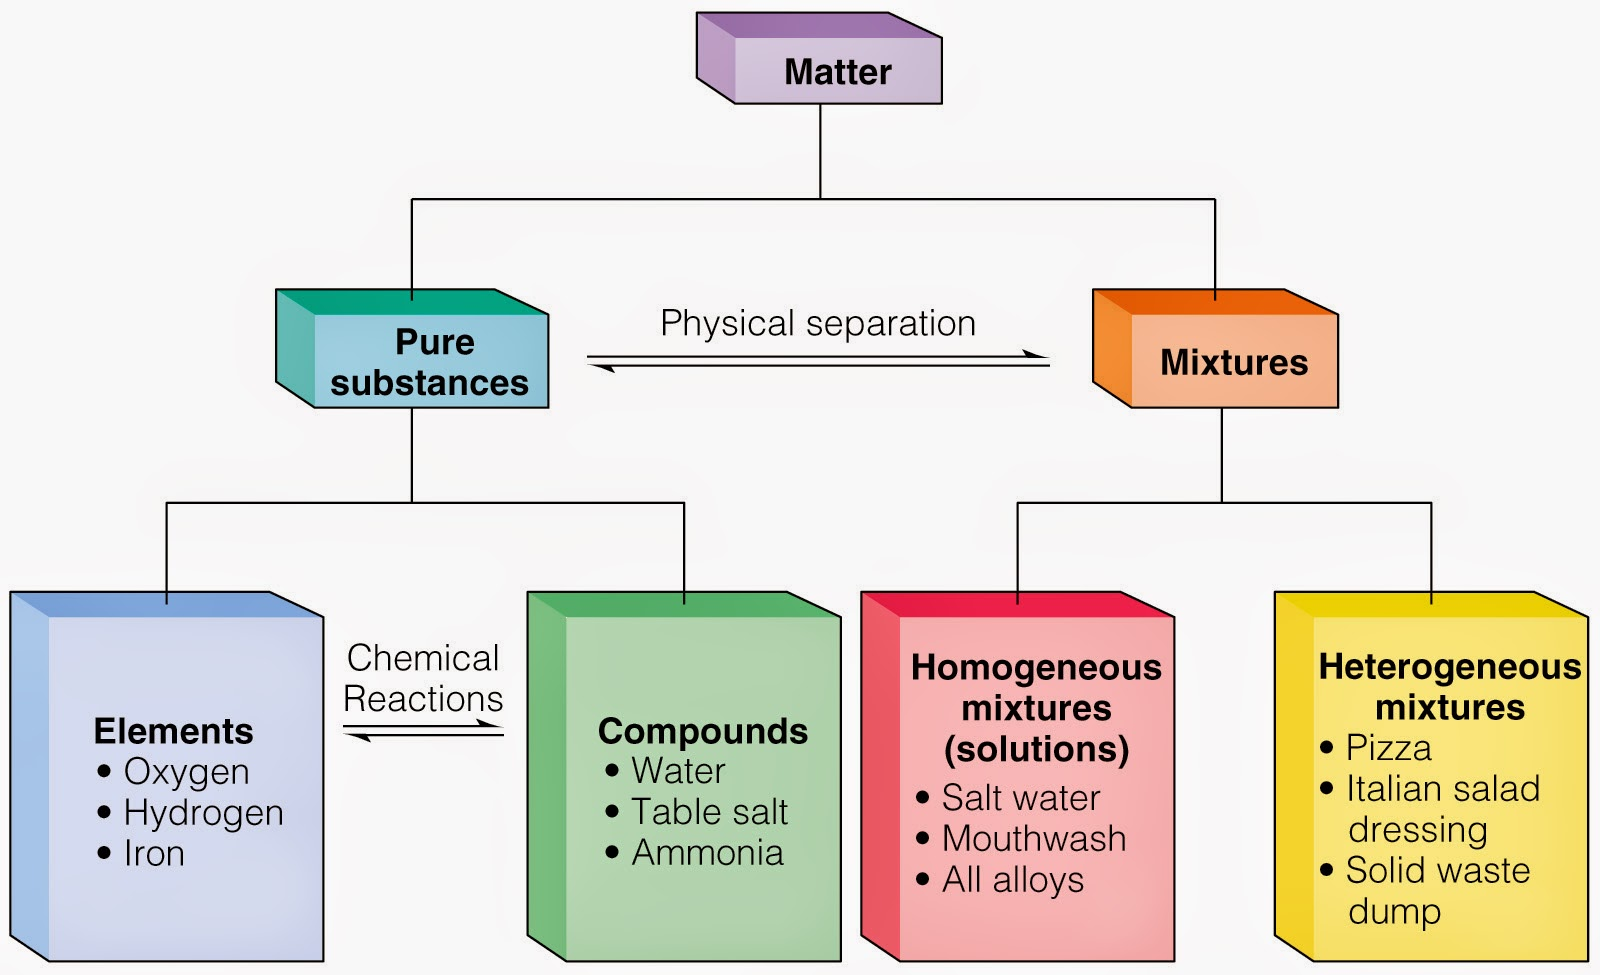 Matter
Pure
substances
Physical separation
Mixtures
Chemical
Reactions
Elements
• Oxygen
• Hydrogen
• Iron
Compounds
• Water
• Table salt
• Ammonia
Homogeneous
mixtures
(solutions)
• Salt water
• Mouthwash
• All alloys
Heterogeneous
mixtures
• Pizza
• Italian salad
dressing
• Solid waste
dump